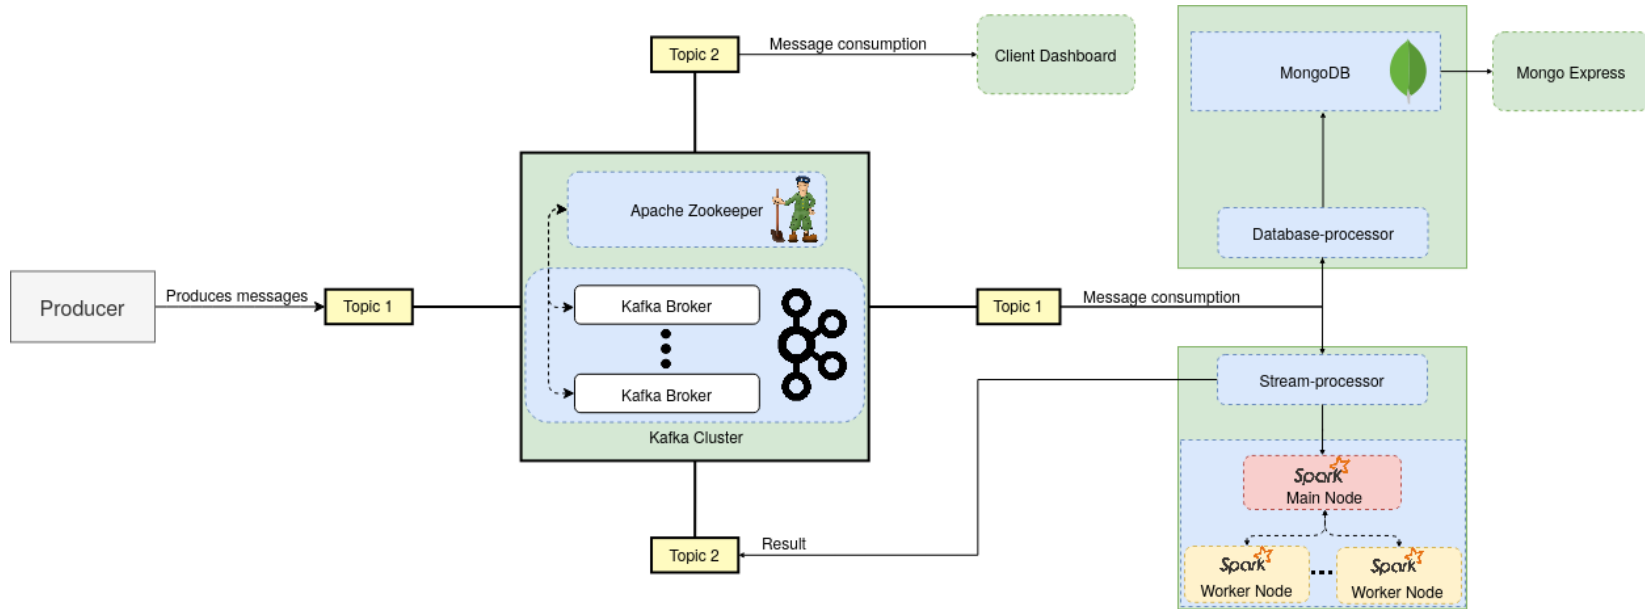 Topic 2
Message consumption
Client Dashboard
MongoDB
Mongo Express
Apache Zookeeper
Database-processor
Producer
Produces messages
Topic 1
Kafka Broker
Kafka Broker
Kafka Cluster
Topic 1
Message consumption
Stream-processor
Spark
Main Node
Spark
Worker Node
Spark
Worker Node
Topic 2
Result